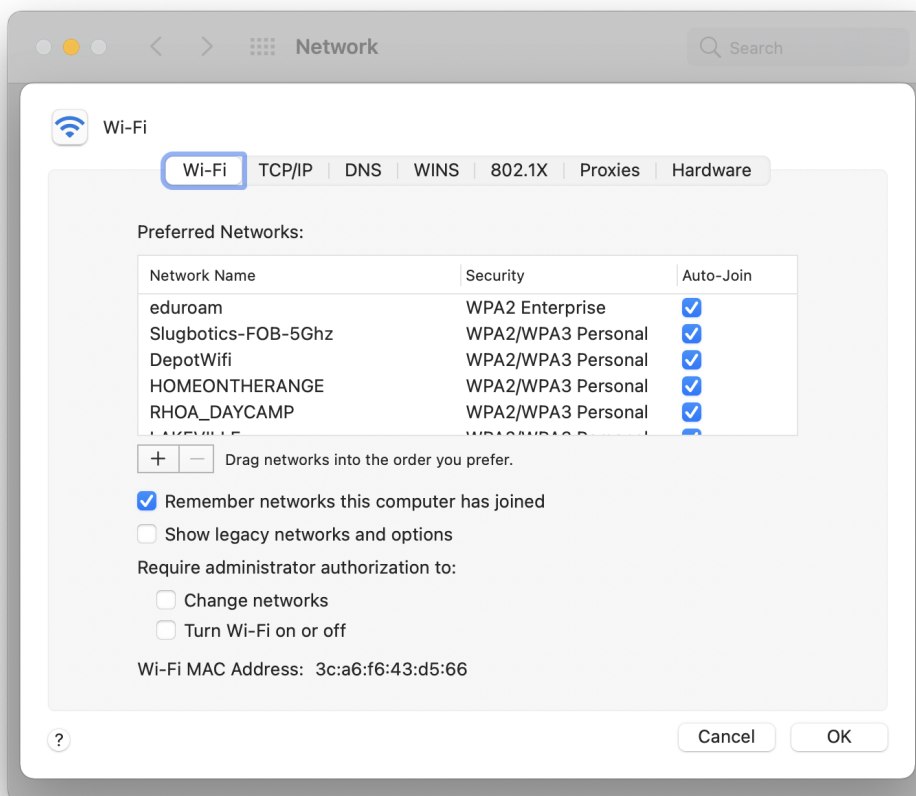 Network
Search
Wi-Fi
Wi-Fi TCP/IP DNS WINS 802.1X Proxies Hardware
Preferred Networks:
Network Name Security Auto-Join
eduroam WPA2 Enterprise
Slugbotics-FOB-5Ghz WPA2/WPA3 Personal
DepotWifi WPA2/WPA3 Personal
HOMEONTHERANGE WPA2/WPA3 Personal
RHOA_DAYCAMP WPA2/WPA3 Personal
LAKEVILLE WPA2/WPA3 Personal
+ − Drag networks into the order you prefer.
Remember networks this computer has joined
Show legacy networks and options
Require administrator authorization to:
Change networks
Turn Wi-Fi on or off
Wi-Fi MAC Address: 3c:a6:f6:43:d5:66
? Cancel OK